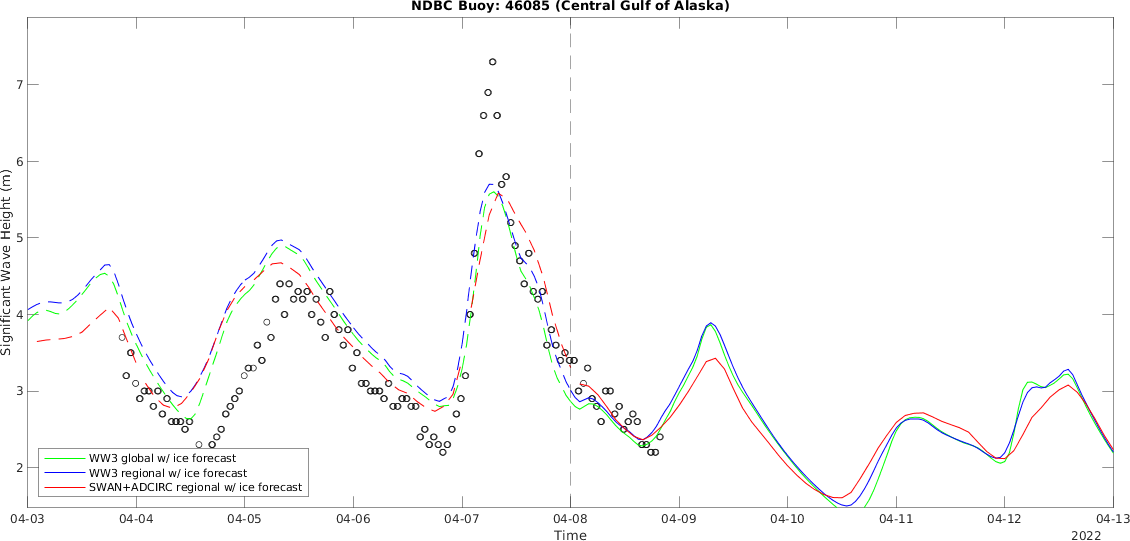 NDBC Buoy: 46085 (Central Gulf of Alaska)
Significant Wave Height (m)
7
6
5
4
3
2
WW3 global w/ ice forecast
WW3 regional w/ ice forecast
SWAN+ADCIRC regional w/ ice forecast
04-03 04-04 04-05 04-06 04-07 04-08 04-09 04-10 04-11 04-12 04-13
Time
2022